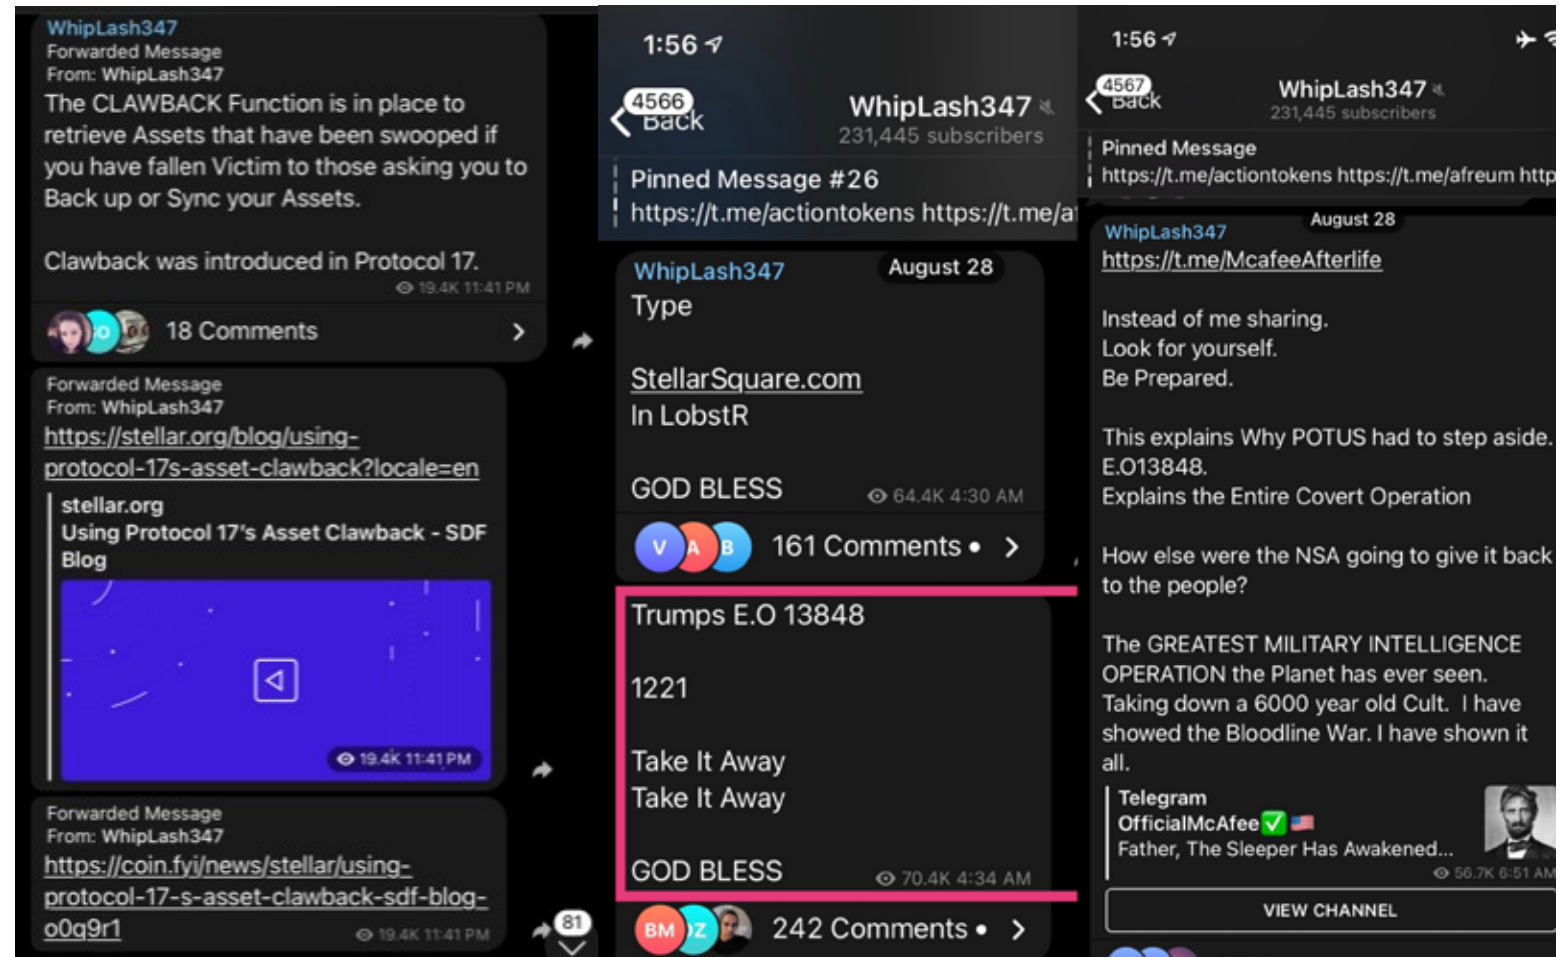 WhipLash347
Forwarded Message
From: WhipLash347
The CLAWBACK Function is in place to
retrieve Assets that have been swooped if
you have fallen Victim to those asking you to
Back up or Sync your Assets.
Clawback was introduced in Protocol 17.
19.4K 11:41 PM
18 Comments
Forwarded Message
From: WhipLash347
https://stellar.org/blog/using-
protocol-17s-asset-clawback?locale=en
stellar.org
Using Protocol 17's Asset Clawback - SDF
Blog
19.4K 11:41 PM
Forwarded Message
From: WhipLash347
https://coin.fyi/news/stellar/using-
protocol-17-s-asset-clawback-sdf-blog-
o0q9r1
19.4K 11:41 PM
81
1:56
4566
Back
WhipLash347
231,445 subscribers
Pinned Message #26
https://t.me/actiontokens https://t.me/a
August 28
WhipLash347
Type
StellarSquare.com
In LobstR
GOD BLESS
64.4K 4:30 AM
V A B
161 Comments
Trumps E.O 13848
1221
Take It Away
Take It Away
GOD BLESS
70.4K 4:34 AM
BM
242 Comments
1:56
4567
Back
WhipLash347
231,445 subscribers
Pinned Message
https://t.me/actiontokens https://t.me/afreum http
August 28
WhipLash347
https://t.me/McafeeAfterlife
Instead of me sharing.
Look for yourself.
Be Prepared.
This explains Why POTUS had to step aside.
E.O13848.
Explains the Entire Covert Operation
How else were the NSA going to give it back
to the people?
The GREATEST MILITARY INTELLIGENCE
OPERATION the Planet has ever seen.
Taking down a 6000 year old Cult. I have
showed the Bloodline War. I have shown it
all.
Telegram
OfficialMcAfee✅🇺🇸
Father, The Sleeper Has Awakened...
56.7K 6:51 AM
VIEW CHANNEL